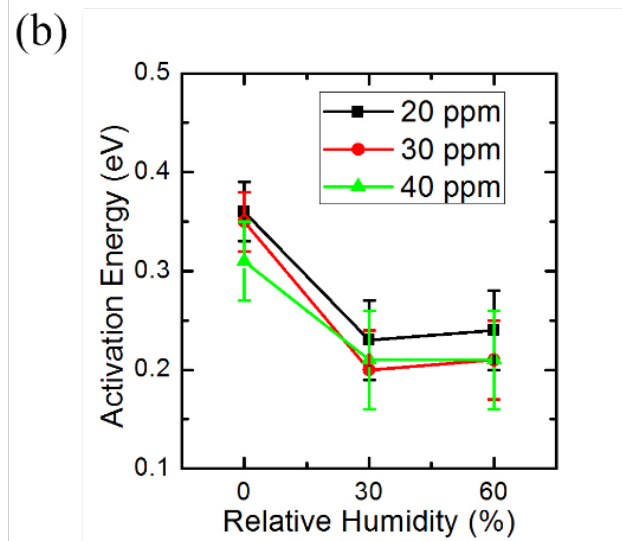 (b)
0.5
0.4
0.3
0.2
0.1
Activation Energy (eV)
20 ppm
30 ppm
40 ppm
0
30
60
Relative Humidity (%)